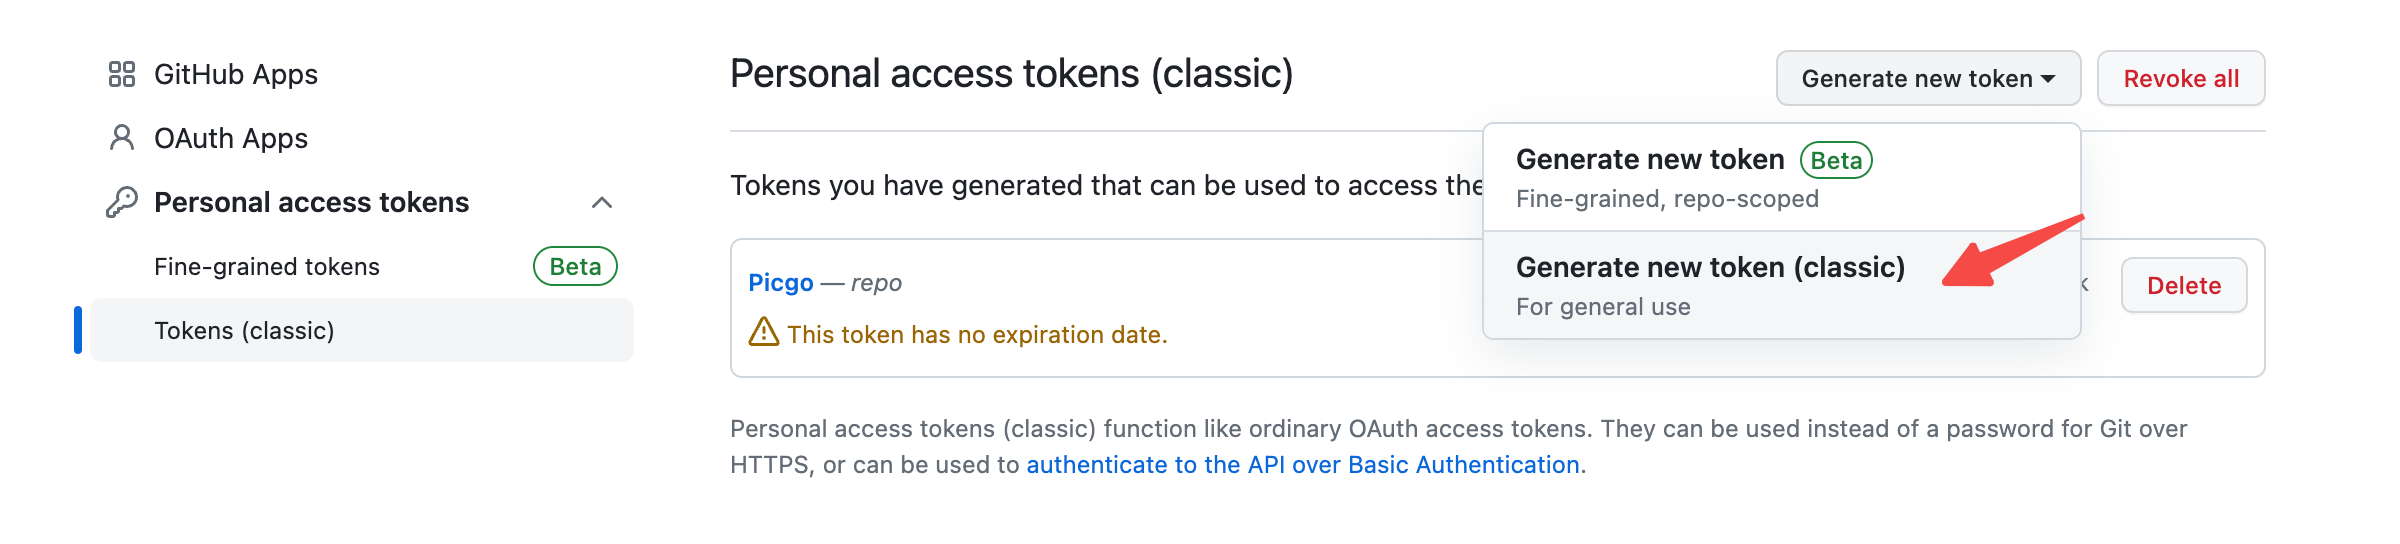 GitHub Apps
OAuth Apps
Personal access tokens
Fine-grained tokens Beta
Tokens (classic)
Personal access tokens (classic)
Generate new token
Revoke all
Generate new token Beta
Fine-grained, repo-scoped
Generate new token (classic)
For general use
Tokens you have generated that can be used to access the
Picgo — repo
Delete
This token has no expiration date.
Personal access tokens (classic) function like ordinary OAuth access tokens. They can be used instead of a password for Git over
HTTPS, or can be used to authenticate to the API over Basic Authentication.